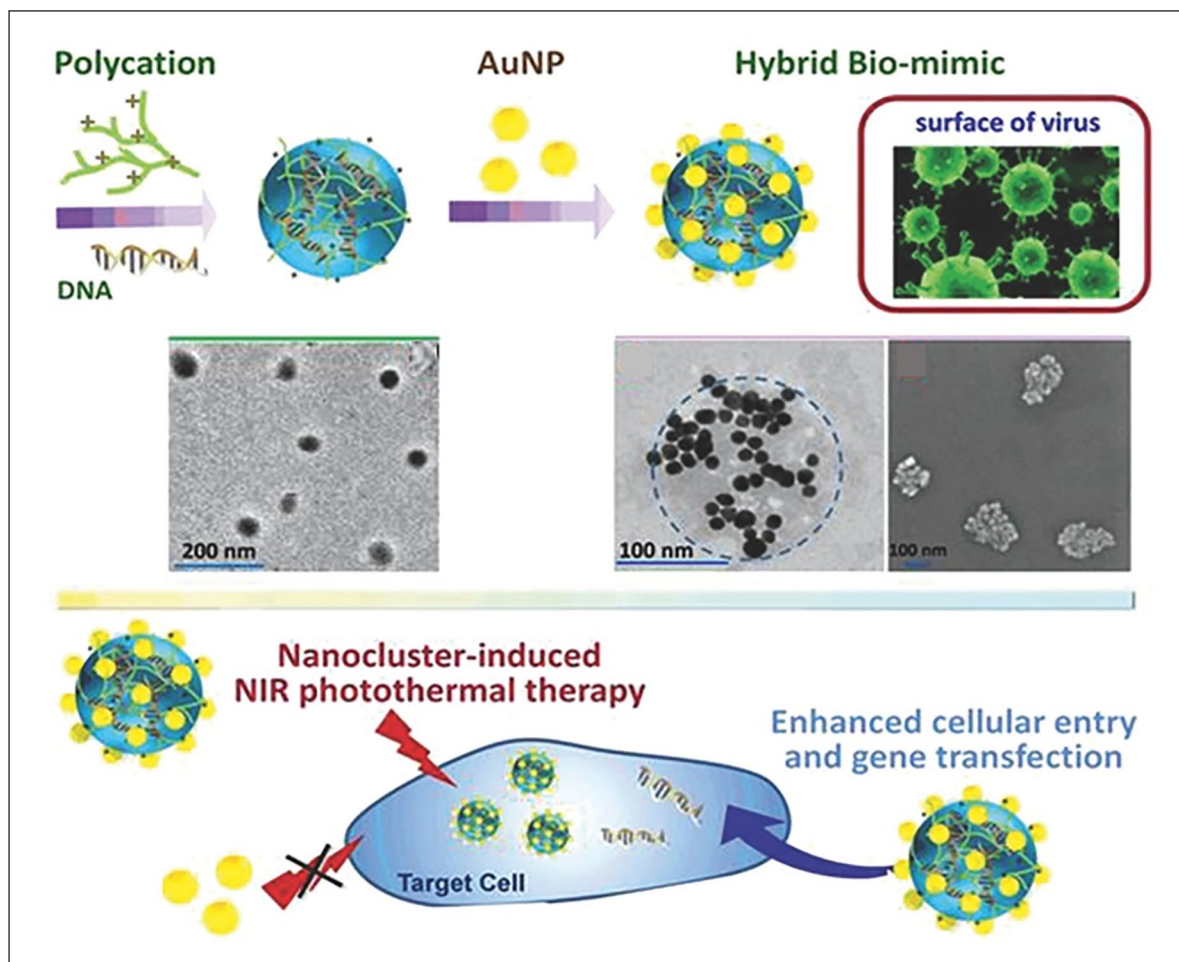 Polycation
AuNP
Hybrid Bio-mimic
surface of virus
DNA
200 nm
100 nm
100 nm
Nanocluster-induced
NIR photothermal therapy
Enhanced cellular entry
and gene transfection
Target Cell